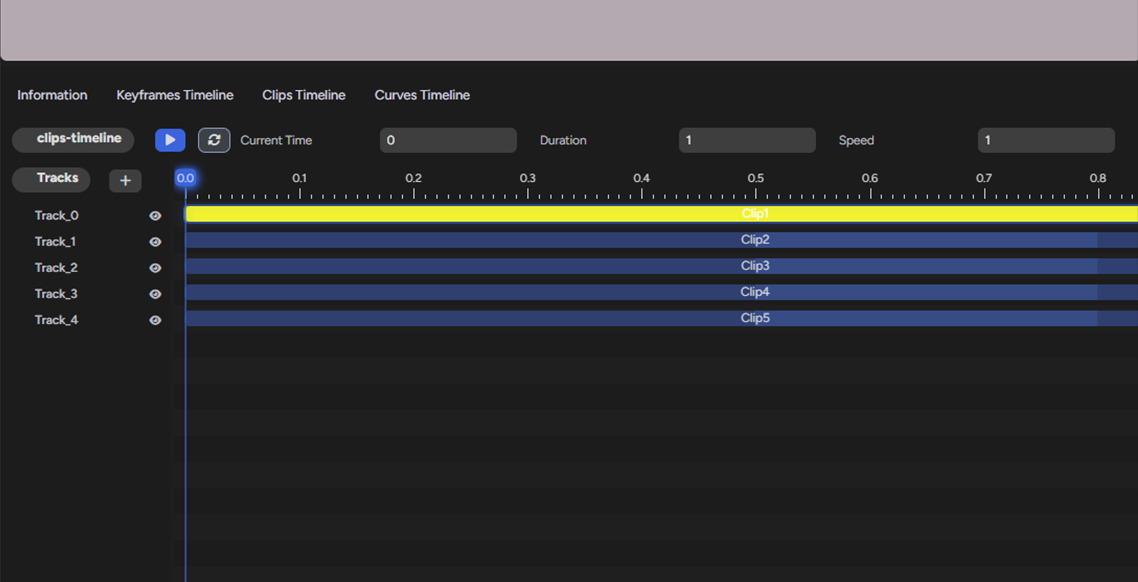 Information Keyframes Timeline Clips Timeline Curves Timeline
clips-timeline Current Time 0 Duration 1 Speed 1
Tracks + 0.0 0.1 0.2 0.3 0.4 0.5 0.6 0.7 0.8
Track_0 Clip1
Track_1 Clip2
Track_2 Clip3
Track_3 Clip4
Track_4 Clip5